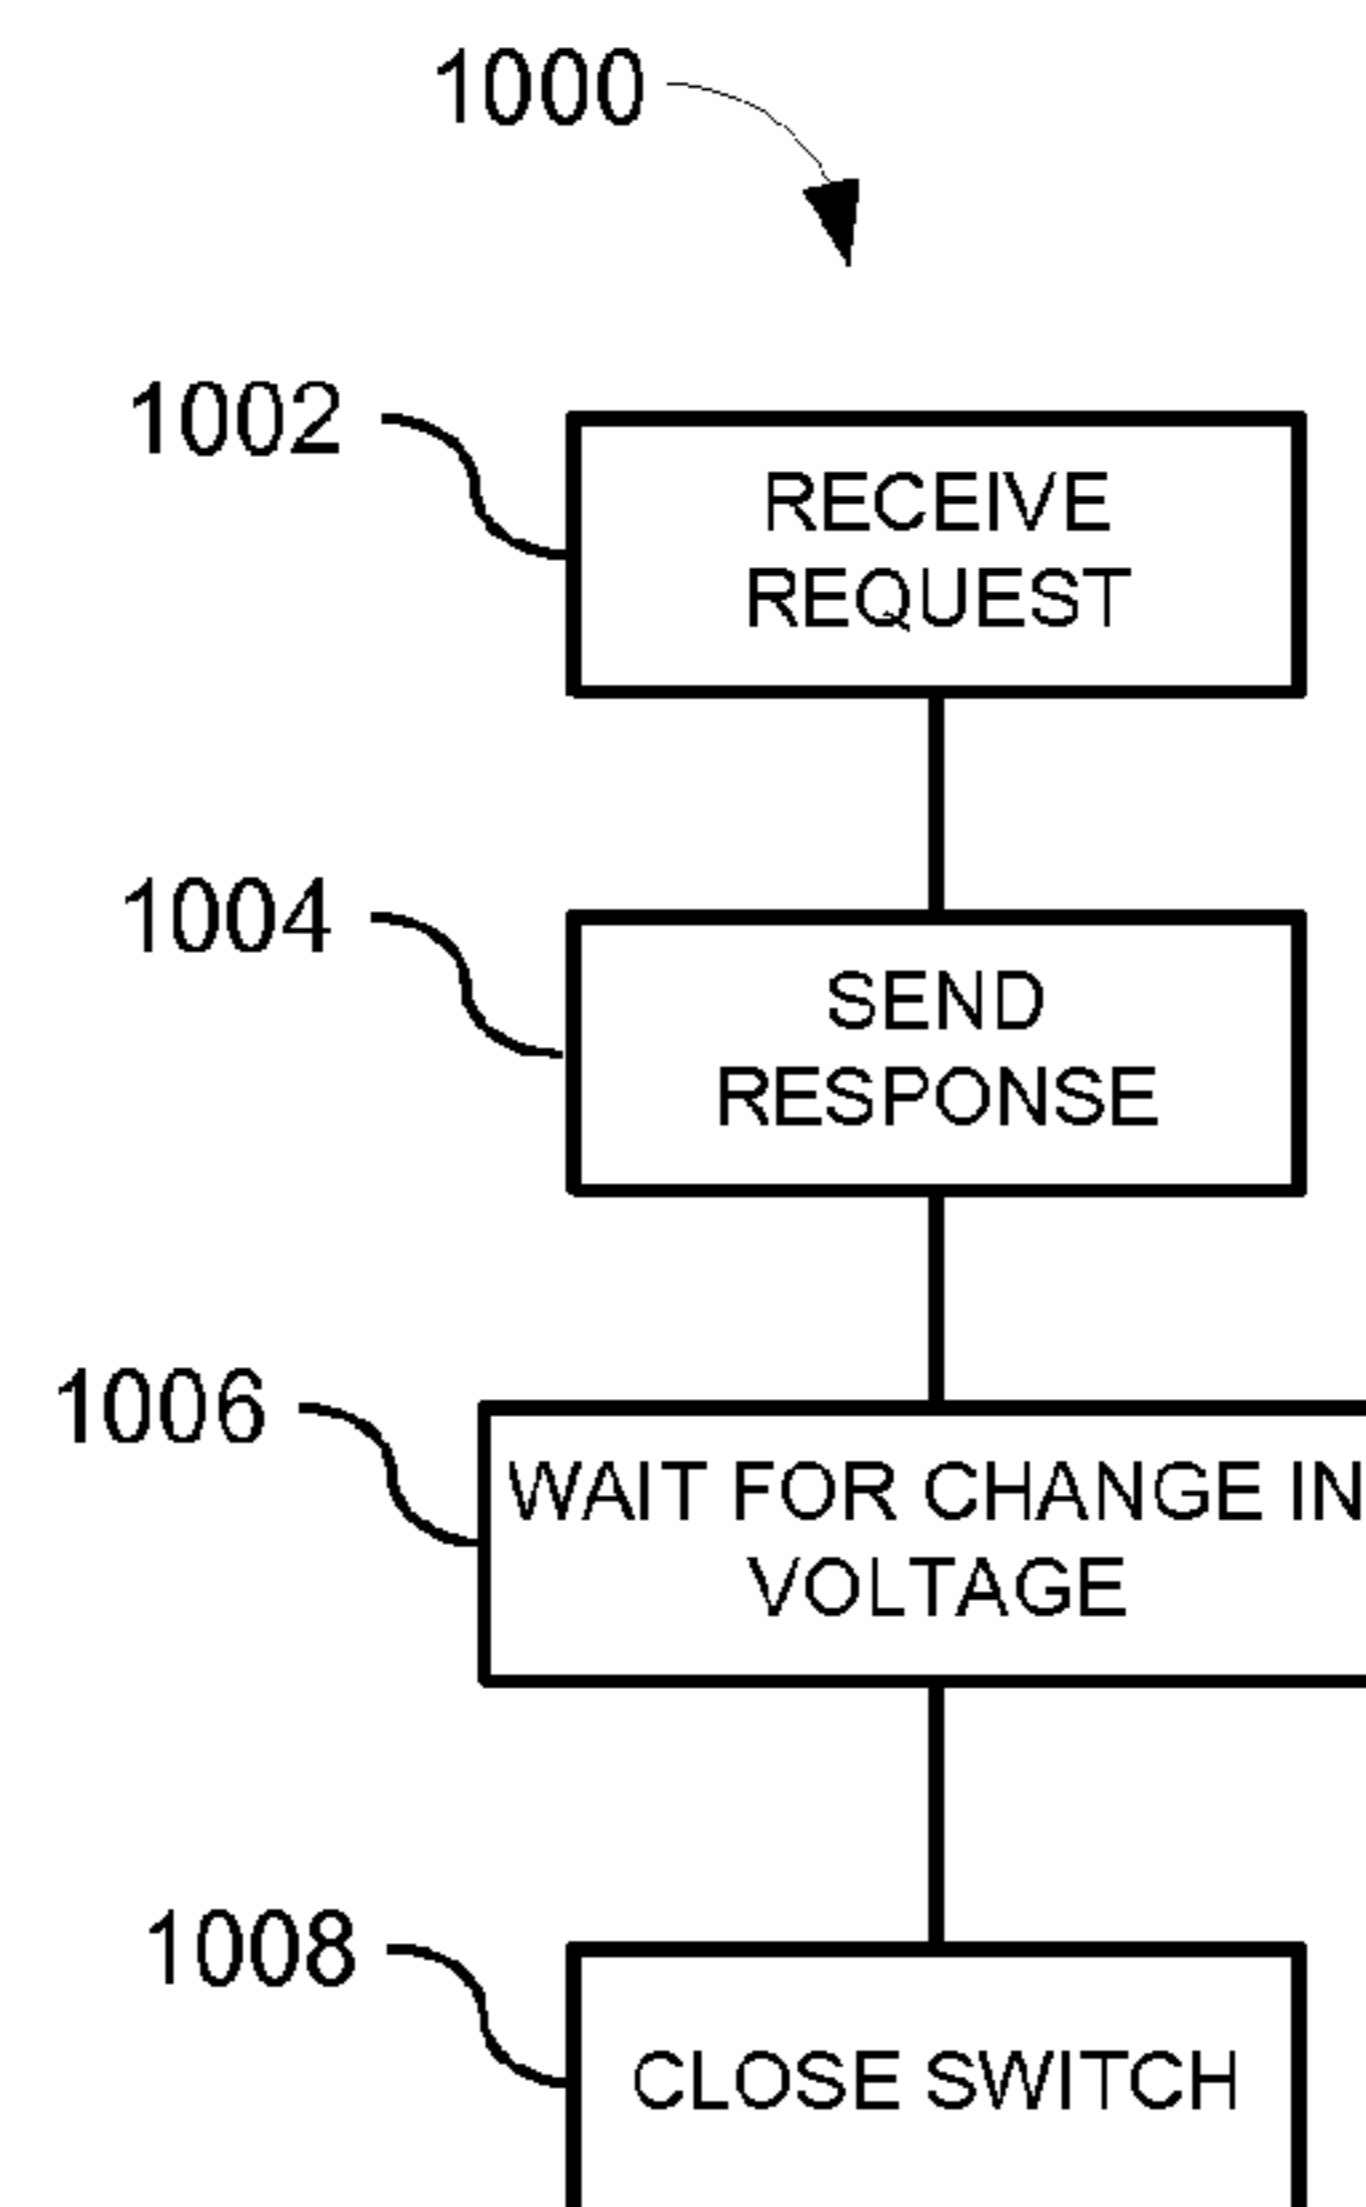 1000
1002
RECEIVE
REQUEST
1004
SEND
RESPONSE
1006
WAIT FOR CHANGE IN
VOLTAGE
1008
CLOSE SWITCH